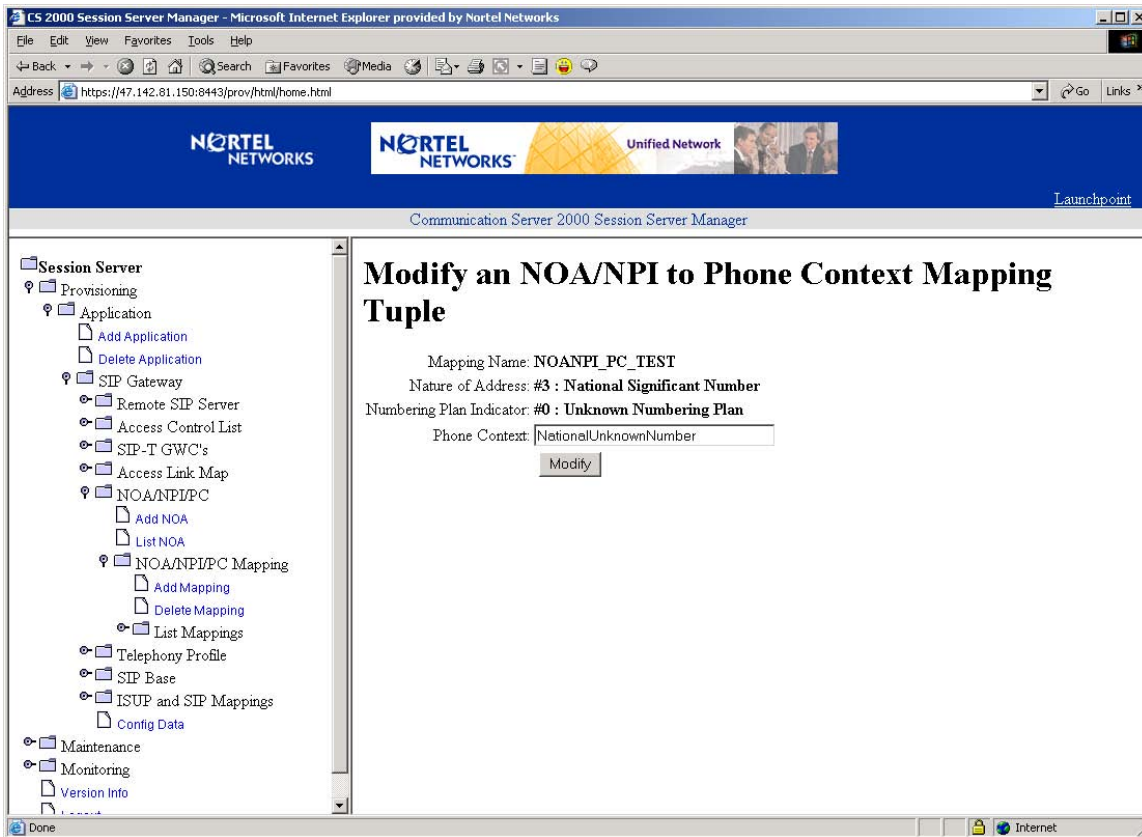 CS 2000 Session Server Manager - Microsoft Internet Explorer provided by Nortel Networks
File Edit View Favorites Tools Help
Back Search Favorites Media
Address https://47.142.81.150:8443/prov/html/home.html Go Links »
NORTEL NETWORKS
NORTEL NETWORKS™ Unified Network
Launchpoint
Communication Server 2000 Session Server Manager
Session Server
Provisioning
Application
Add Application
Delete Application
SIP Gateway
Remote SIP Server
Access Control List
SIP-T GWC's
Access Link Map
NOA/NPI/PC
Add NOA
List NOA
NOA/NPI/PC Mapping
Add Mapping
Delete Mapping
List Mappings
Telephony Profile
SIP Base
ISUP and SIP Mappings
Config Data
Maintenance
Monitoring
Version Info
Modify an NOA/NPI to Phone Context Mapping
Tuple
Mapping Name: NOANPI_PC_TEST
Nature of Address: #3 : National Significant Number
Numbering Plan Indicator: #0 : Unknown Numbering Plan
Phone Context: NationalUnknownNumber
Modify
Done Internet